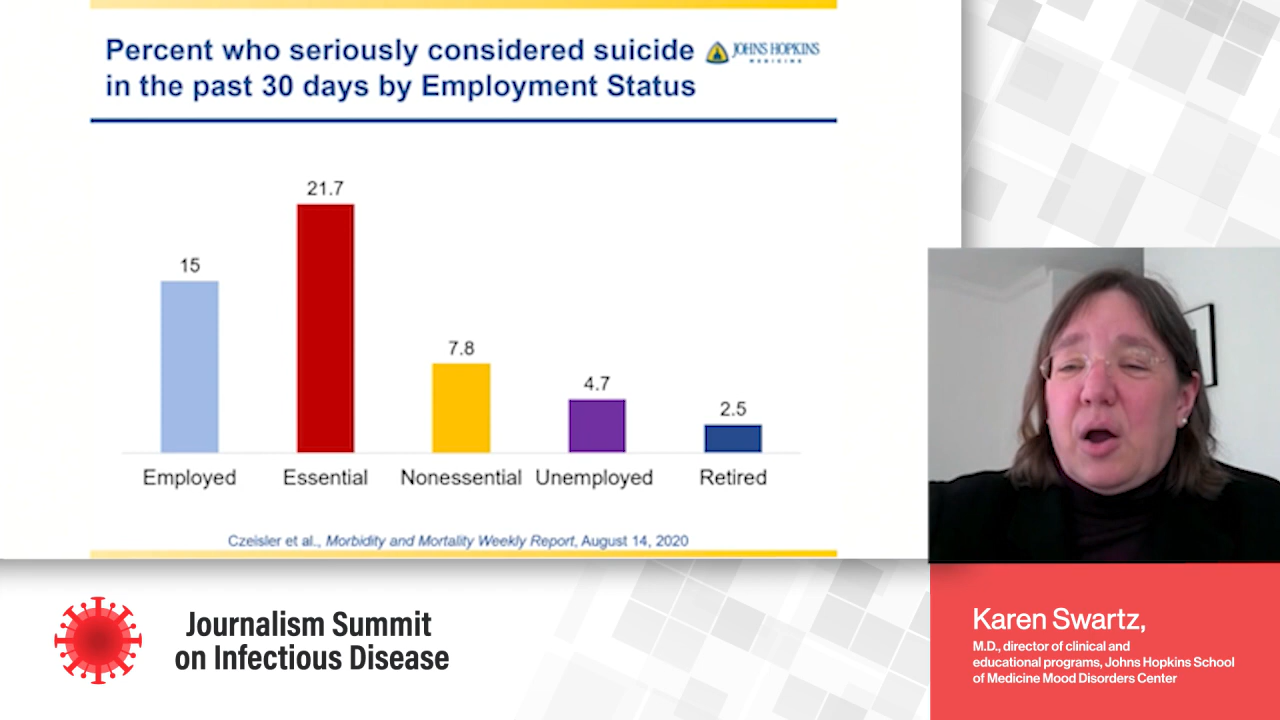 Percent who seriously considered suicide
in the past 30 days by Employment Status
JOHNS HOPKINS
MEDICINE
21.7
15
7.8
4.7
2.5
Employed Essential Nonessential Unemployed Retired
Czeisler et al., Morbidity and Mortality Weekly Report, August 14, 2020
Journalism Summit
on Infectious Disease
Karen Swartz,
M.D., director of clinical and
educational programs, Johns Hopkins School
of Medicine Mood Disorders Center